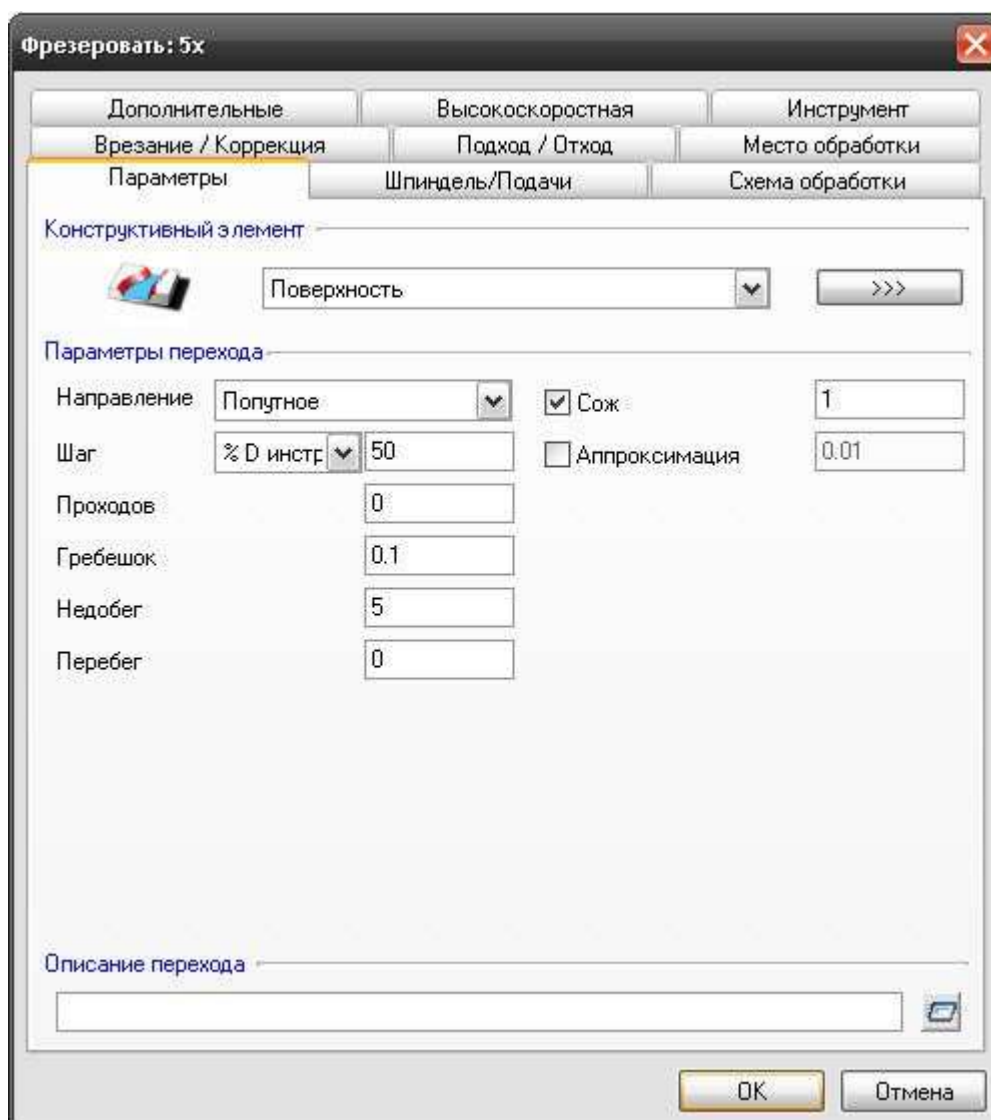 Фрезеровать: 5x
Дополнительные Высокоскоростная Инструмент
Врезание / Коррекция Подход / Отход Место обработки
Параметры Шпиндель/Подачи Схема обработки
Конструктивный элемент
Поверхность >>>
Параметры перехода
Направление Попутное Сож 1
Шаг % D инстр 50 Аппроксимация 0.01
Проходов 0
Гребешок 0.1
Недобег 5
Перебег 0
Описание перехода
OK Отмена